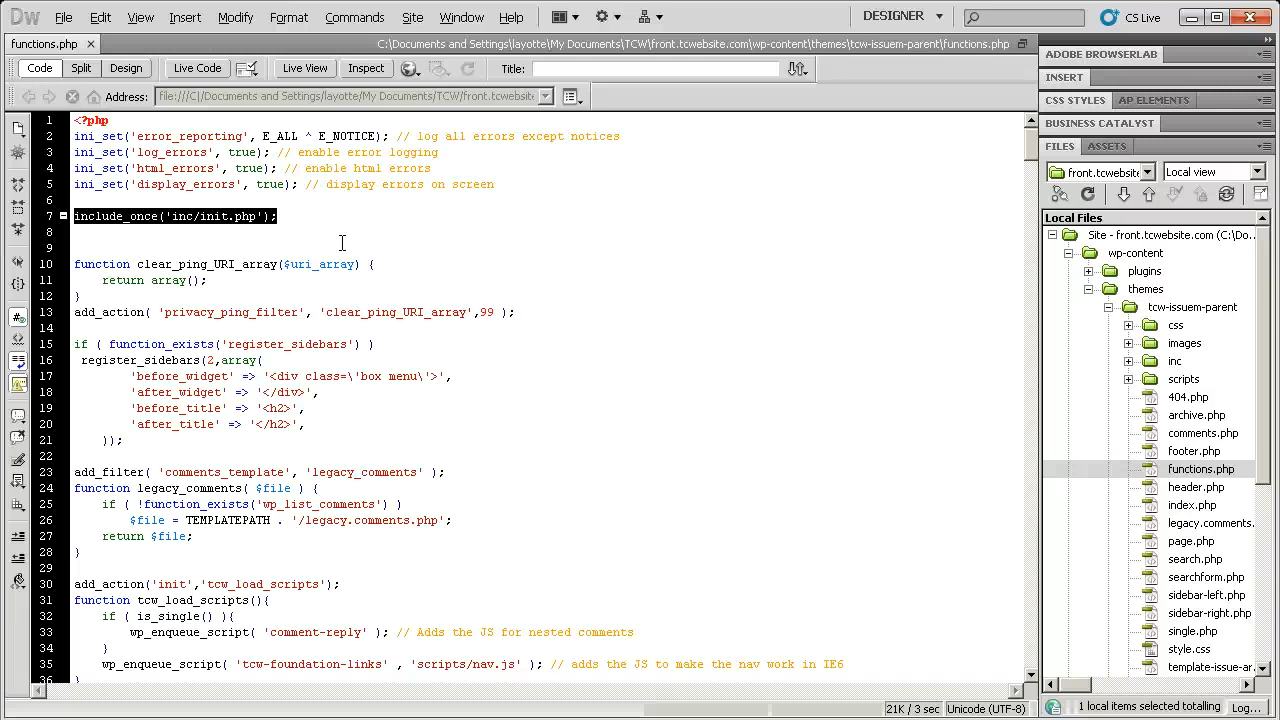 Dw File Edit View Insert Modify Format Commands Site Window Help DESIGNER CS Live
functions.php C:\Documents and Settings\layotte\My Documents\TCW\front.tcwebsite.com\wp-content\themes\tcw-issuem-parent\functions.php
Code Split Design Live Code Live View Inspect Title:
Address: file:///C|/Documents and Settings/layotte/My Documents/TCW/front.tcwebsite
1 <?php
2 ini_set('error_reporting', E_ALL ^ E_NOTICE); // log all errors except notices
3 ini_set('log_errors', true); // enable error logging
4 ini_set('html_errors', true); // enable html errors
5 ini_set('display_errors', true); // display errors on screen
6
7 include_once('inc/init.php');
8
9
10 function clear_ping_URI_array($uri_array) {
11 return array();
12 }
13 add_action( 'privacy_ping_filter', 'clear_ping_URI_array',99 );
14
15 if ( function_exists('register_sidebars') )
16 register_sidebars(2,array(
17 'before_widget' => '<div class=\'box menu\'>',
18 'after_widget' => '</div>',
19 'before_title' => '<h2>',
20 'after_title' => '</h2>',
21 ));
22
23 add_filter( 'comments_template', 'legacy_comments' );
24 function legacy_comments( $file ) {
25 if ( !function_exists('wp_list_comments') )
26 $file = TEMPLATEPATH . '/legacy.comments.php';
27 return $file;
28 }
29
30 add_action('init','tcw_load_scripts');
31 function tcw_load_scripts(){
32 if ( is_single() ){
33 wp_enqueue_script( 'comment-reply' ); // Adds the JS for nested comments
34 }
35 wp_enqueue_script( 'tcw-foundation-links' , 'scripts/nav.js' ); // adds the JS to make the nav work in IE6
21K / 3 sec Unicode (UTF-8)
ADOBE BROWSERLAB
INSERT
CSS STYLES AP ELEMENTS
BUSINESS CATALYST
FILES ASSETS
front.tcwebsite Local view
Local Files
Site - front.tcwebsite.com (C:\Do...
wp-content
plugins
themes
tcw-issuem-parent
css
images
inc
scripts
404.php
archive.php
comments.php
footer.php
functions.php
header.php
index.php
legacy.comments.
page.php
search.php
searchform.php
sidebar-left.php
sidebar-right.php
single.php
style.css
template-issue-ar
1 local items selected totalling Log...